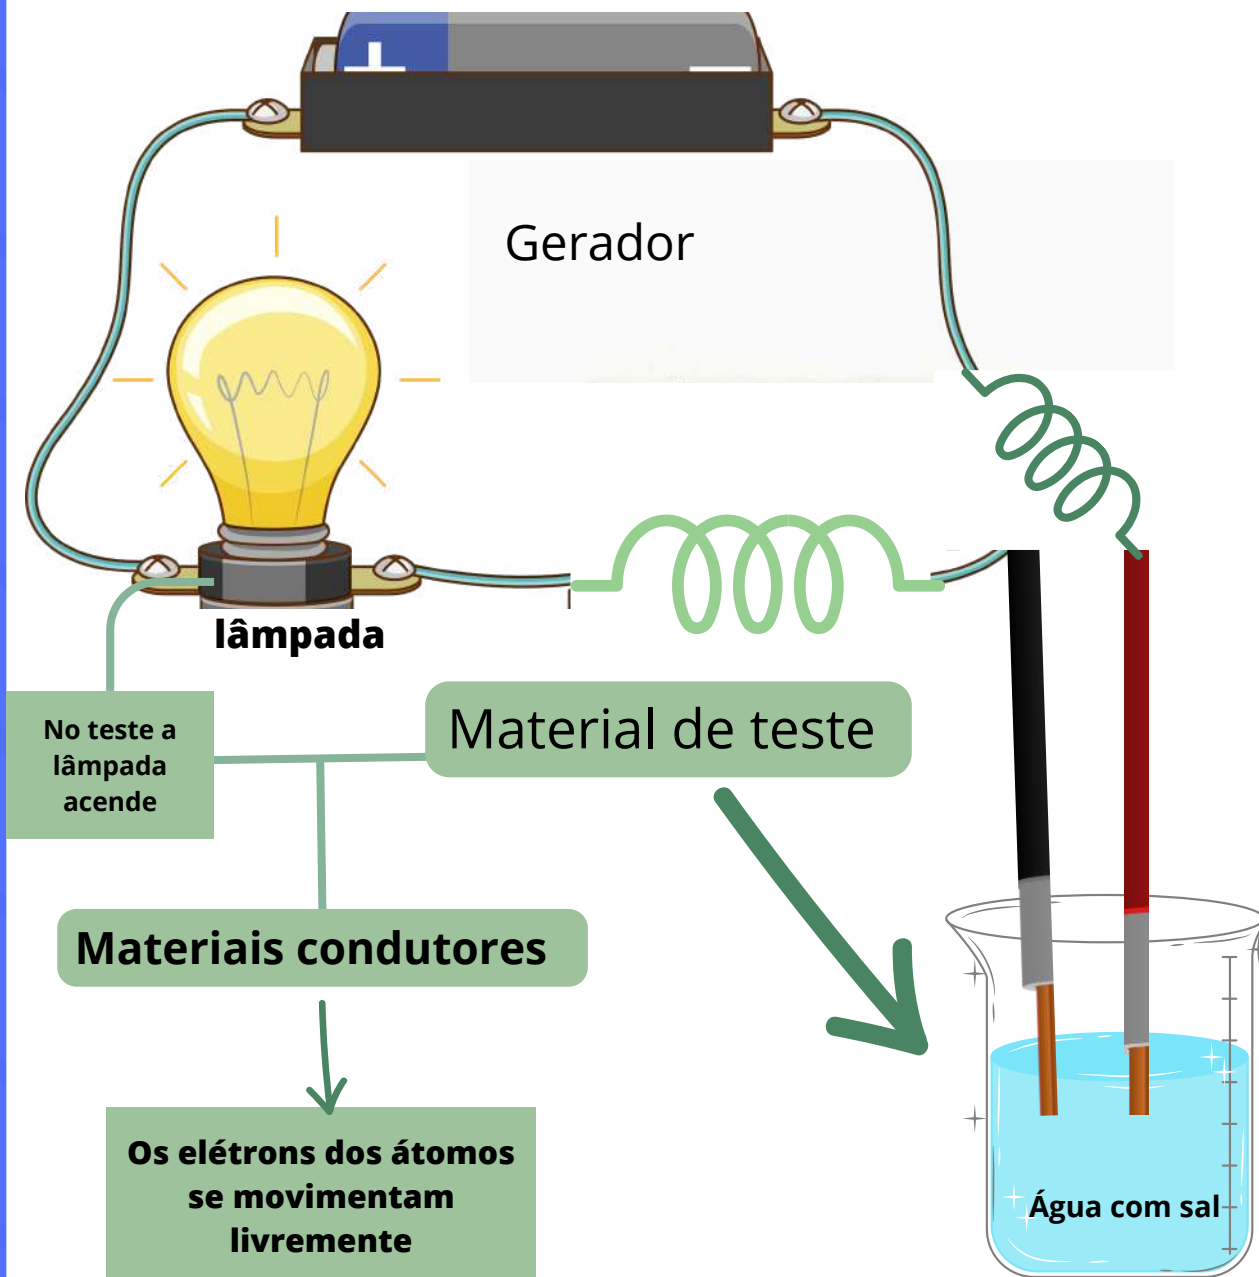 Gerador
lâmpada
No teste a
lâmpada
acende
Material de teste
Materiais condutores
Os elétrons dos átomos
se movimentam
livremente
Água com sal